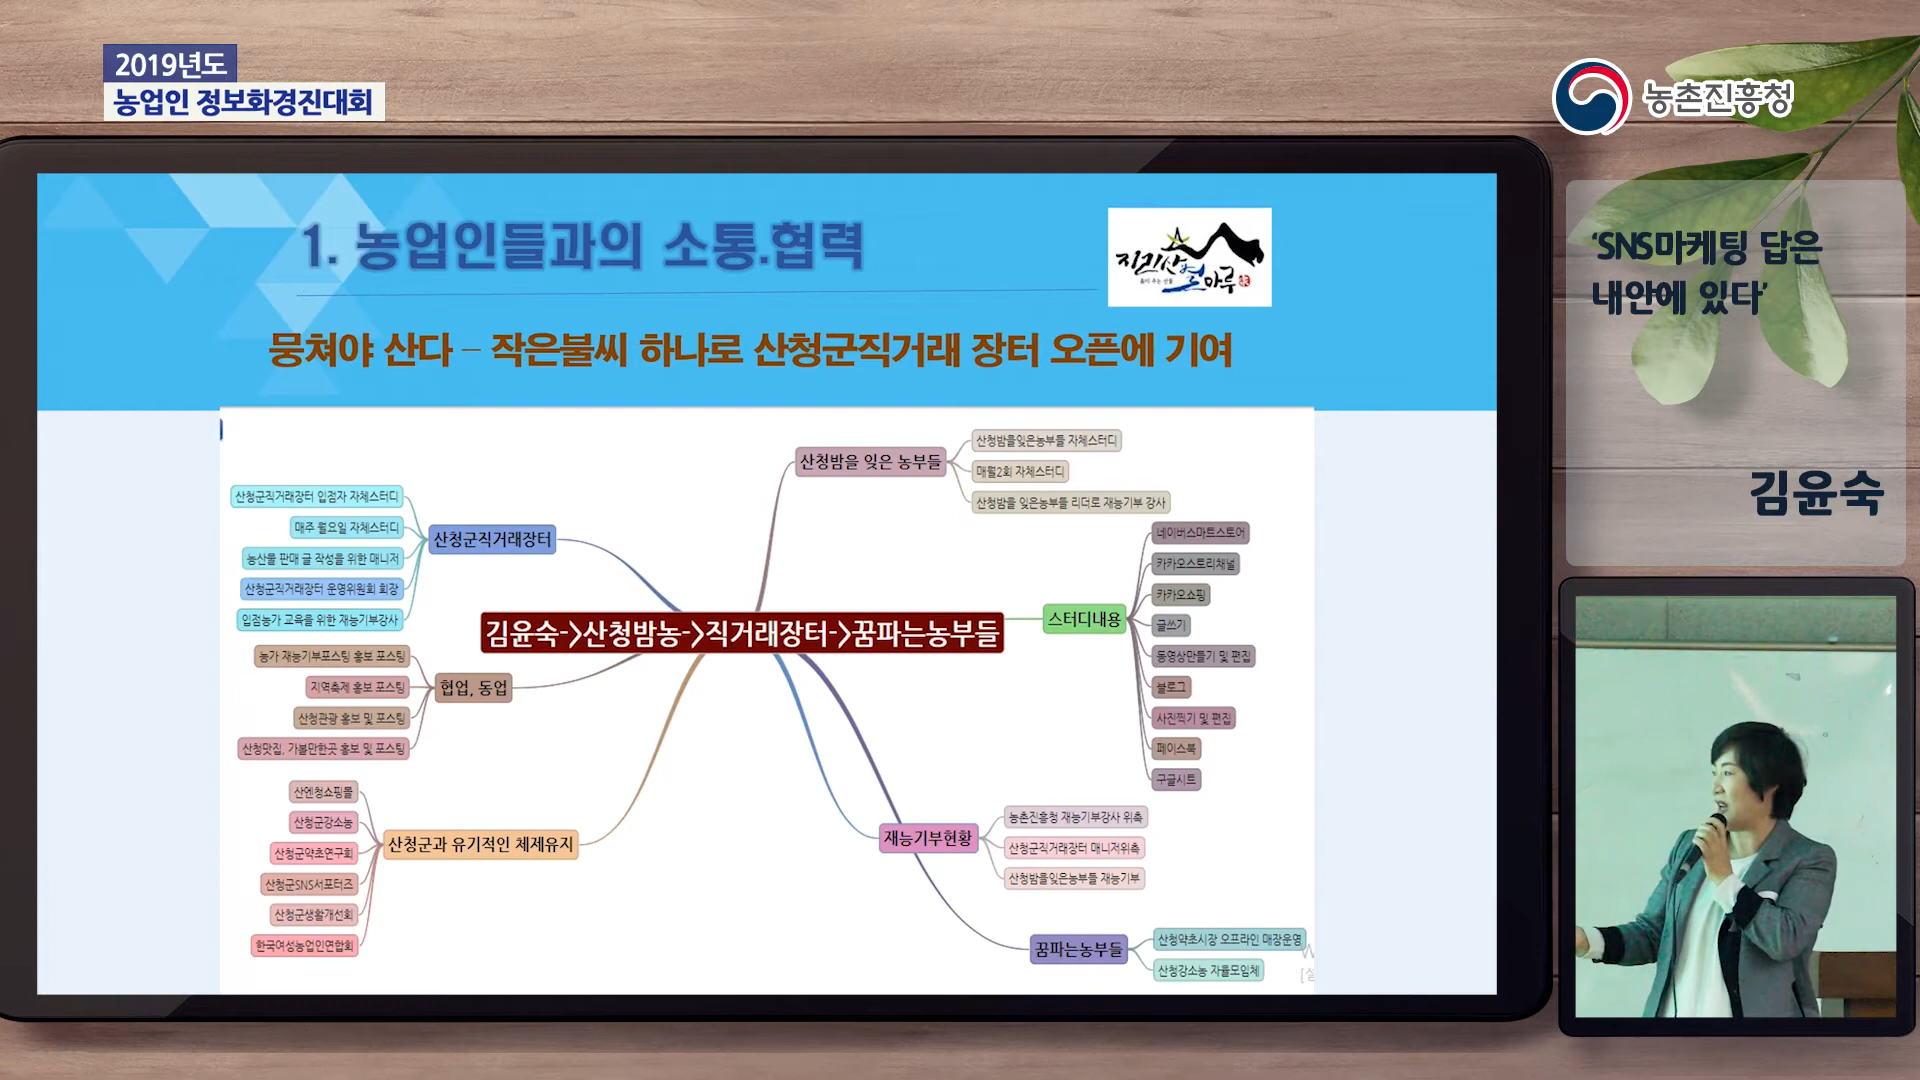 2019년도
농업인 정보화경진대회
농촌진흥청
1. 농업인들과의 소통.협력
지리산별마루
뭉쳐야 산다 – 작은불씨 하나로 산청군직거래 장터 오픈에 기여
'SNS마케팅 답은
내안에 있다'
김윤숙
김윤숙->산청밤농->직거래장터->꿈파는농부들
산청군직거래장터
산청군직거래장터 입점자 자체스터디
매주 월요일 자체스터디
농산물 판매 글 작성을 위한 매니저
산청군직거래장터 운영위원회 회장
입점농가 교육을 위한 재능기부강사
협업, 동업
농가 재능기부포스팅 홍보 포스팅
지역축제 홍보 포스팅
산청관광 홍보 및 포스팅
산청맛집, 가볼만한곳 홍보 및 포스팅
산청군과 유기적인 체제유지
산엔청쇼핑몰
산청군강소농
산청군약초연구회
산청군SNS서포터즈
산청군생활개선회
한국여성농업인연합회
산청밤을 잊은 농부들
산청밤을잊은농부들 자체스터디
매월2회 자체스터디
산청밤을 잊은농부들 리더로 재능기부 강사
스터디내용
네이버스마트스토어
카카오스토리채널
카카오쇼핑
글쓰기
동영상만들기 및 편집
블로그
사진찍기 및 편집
페이스북
구글시트
재능기부현황
농촌진흥청 재능기부강사 위촉
산청군직거래장터 매니저위촉
산청밤을잊은농부들 재능기부
꿈파는농부들
산청약초시장 오프라인 매장운영
산청강소농 자율모임체